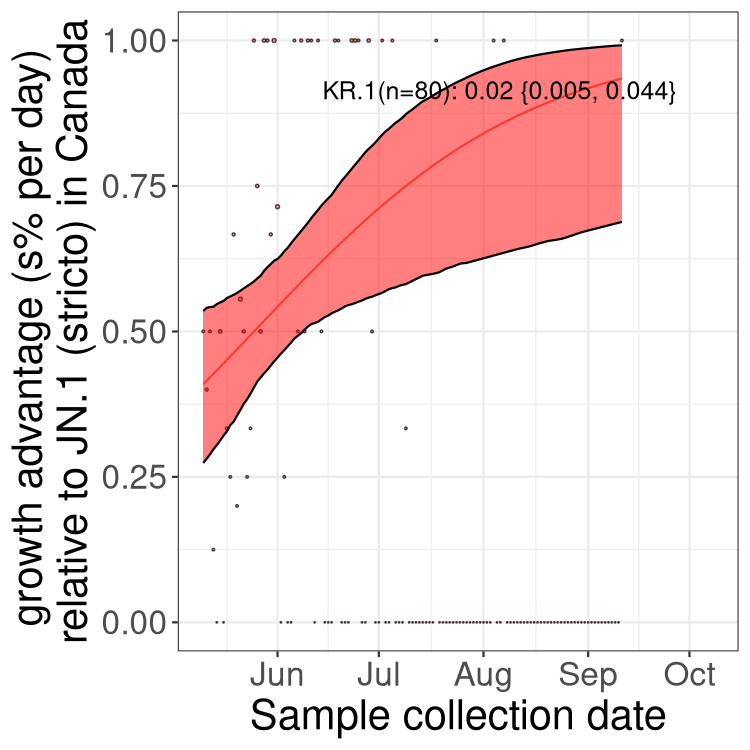 growth advantage (s% per day)
relative to JN.1 (stricto) in Canada
1.00
0.75
0.50
0.25
0.00
KR.1(n=80): 0.02 {0.005, 0.044}
Jun Jul Aug Sep Oct
Sample collection date